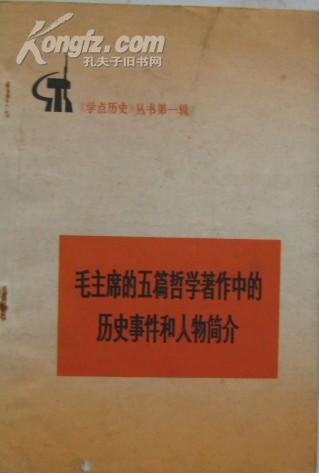 Kongfz.com
孔夫子旧书网
《学点历史》丛书第一辑
毛主席的五篇哲学著作中的
历史事件和人物简介